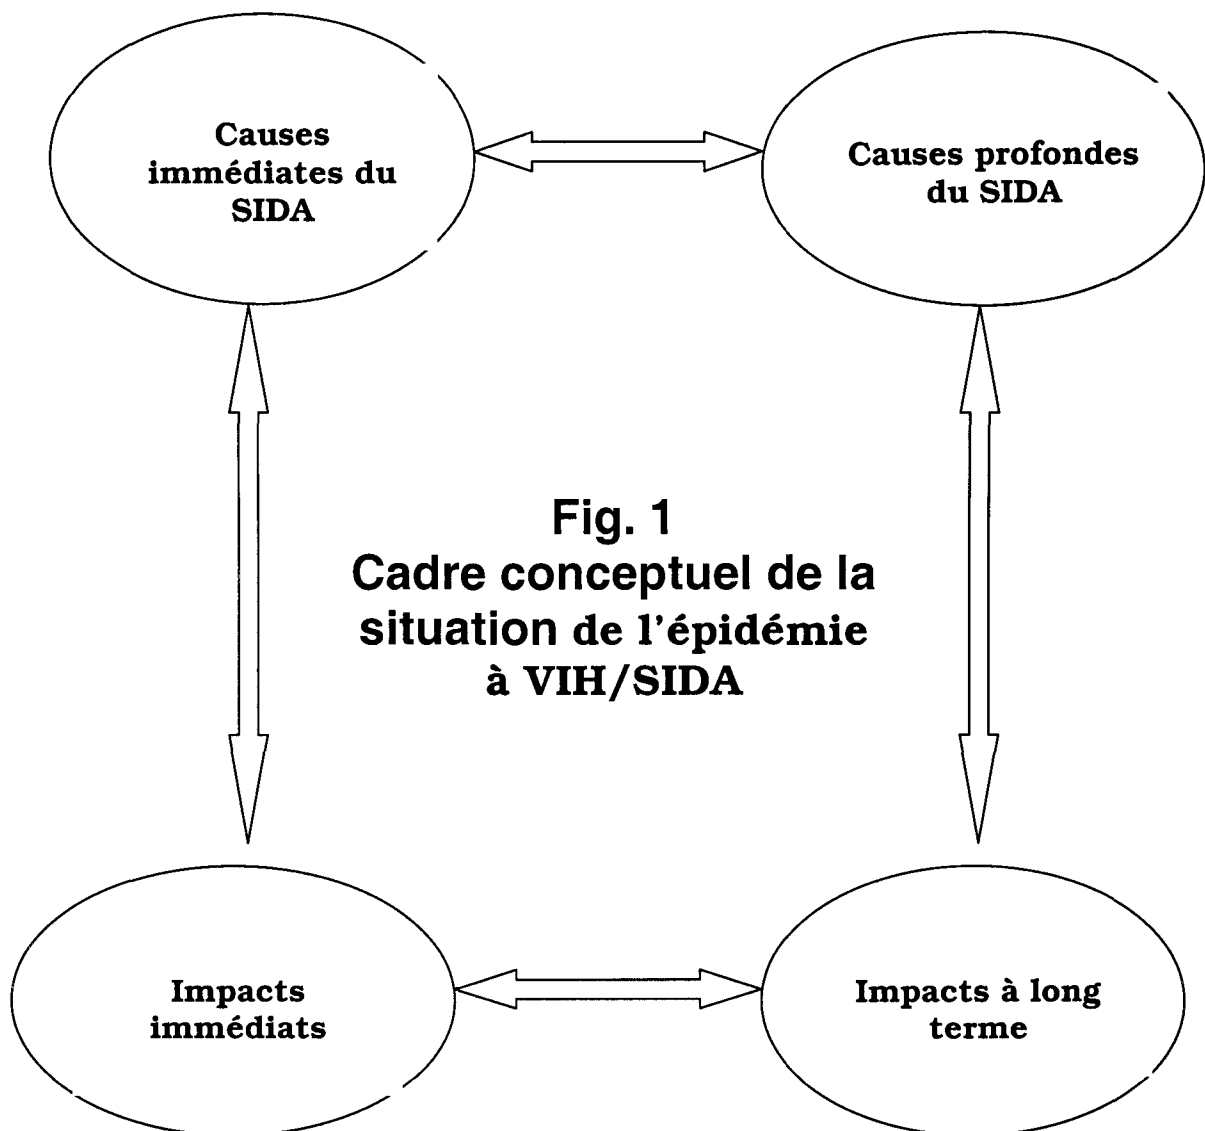 Causes
immédiates du
SIDA
Causes profondes
du SIDA
Fig. 1
Cadre conceptuel de la
situation de l'épidémie
à VIH/SIDA
Impacts
immédiats
Impacts à long
terme